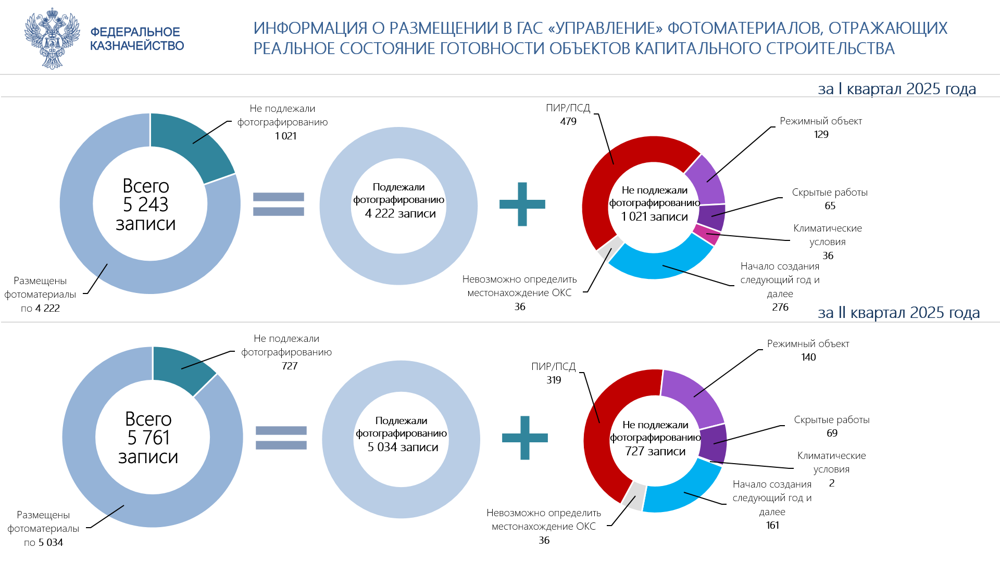 ФЕДЕРАЛЬНОЕ
КАЗНАЧЕЙСТВО
ИНФОРМАЦИЯ О РАЗМЕЩЕНИИ В ГАС «УПРАВЛЕНИЕ» ФОТОМАТЕРИАЛОВ, ОТРАЖАЮЩИХ
РЕАЛЬНОЕ СОСТОЯНИЕ ГОТОВНОСТИ ОБЪЕКТОВ КАПИТАЛЬНОГО СТРОИТЕЛЬСТВА
за I квартал 2025 года
Не подлежали
фотографированию
1 021
Всего
5 243
записи
Размещены
фотоматериалы
по 4 222
Подлежали
фотографированию
4 222 записи
ПИР/ПСД
479
Режимный объект
129
Не подлежали
фотографированию
1 021 записи
Скрытые работы
65
Климатические
условия
36
Начало создания
следующий год и
далее
276
Невозможно определить
местонахождение ОКС
36
за II квартал 2025 года
Не подлежали
фотографированию
727
Всего
5 761
записи
Размещены
фотоматериалы
по 5 034
Подлежали
фотографированию
5 034 записи
ПИР/ПСД
319
Режимный объект
140
Не подлежали
фотографированию
727 записи
Скрытые работы
69
Климатические
условия
2
Начало создания
следующий год и
далее
161
Невозможно определить
местонахождение ОКС
36